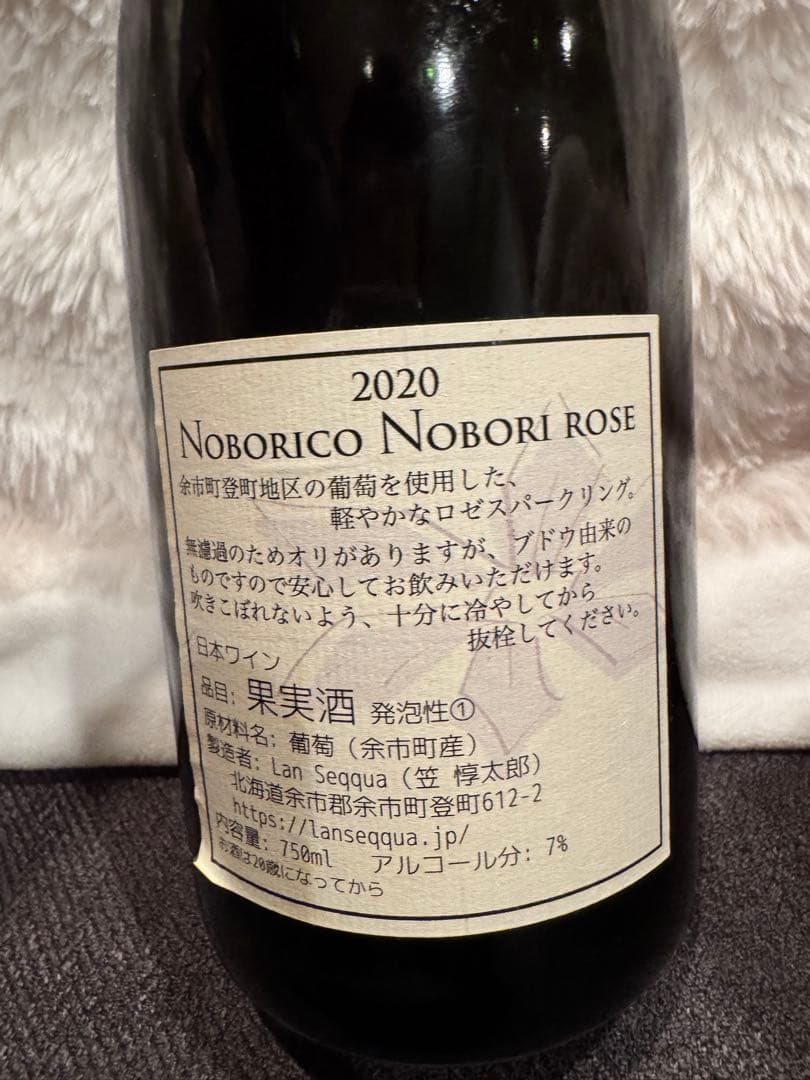 2020
NOBORICO NOBORI ROSE
余市町登町地区の葡萄を使用した、
軽やかなロゼスパークリング。
無濾過のためオリがありますが、ブドウ由来の
ものですので安心してお飲みいただけます。
吹きこぼれないよう、十分に冷やしてから
抜栓してください。
日本ワイン
品目: 果実酒 発泡性①
原材料名: 葡萄（余市町産）
製造者: Lan Seqqua（笠 惇太郎）
北海道余市郡余市町登町612-2
https://lanseqqua.jp/
内容量: 750ml アルコール分: 7%
お酒は20歳になってから